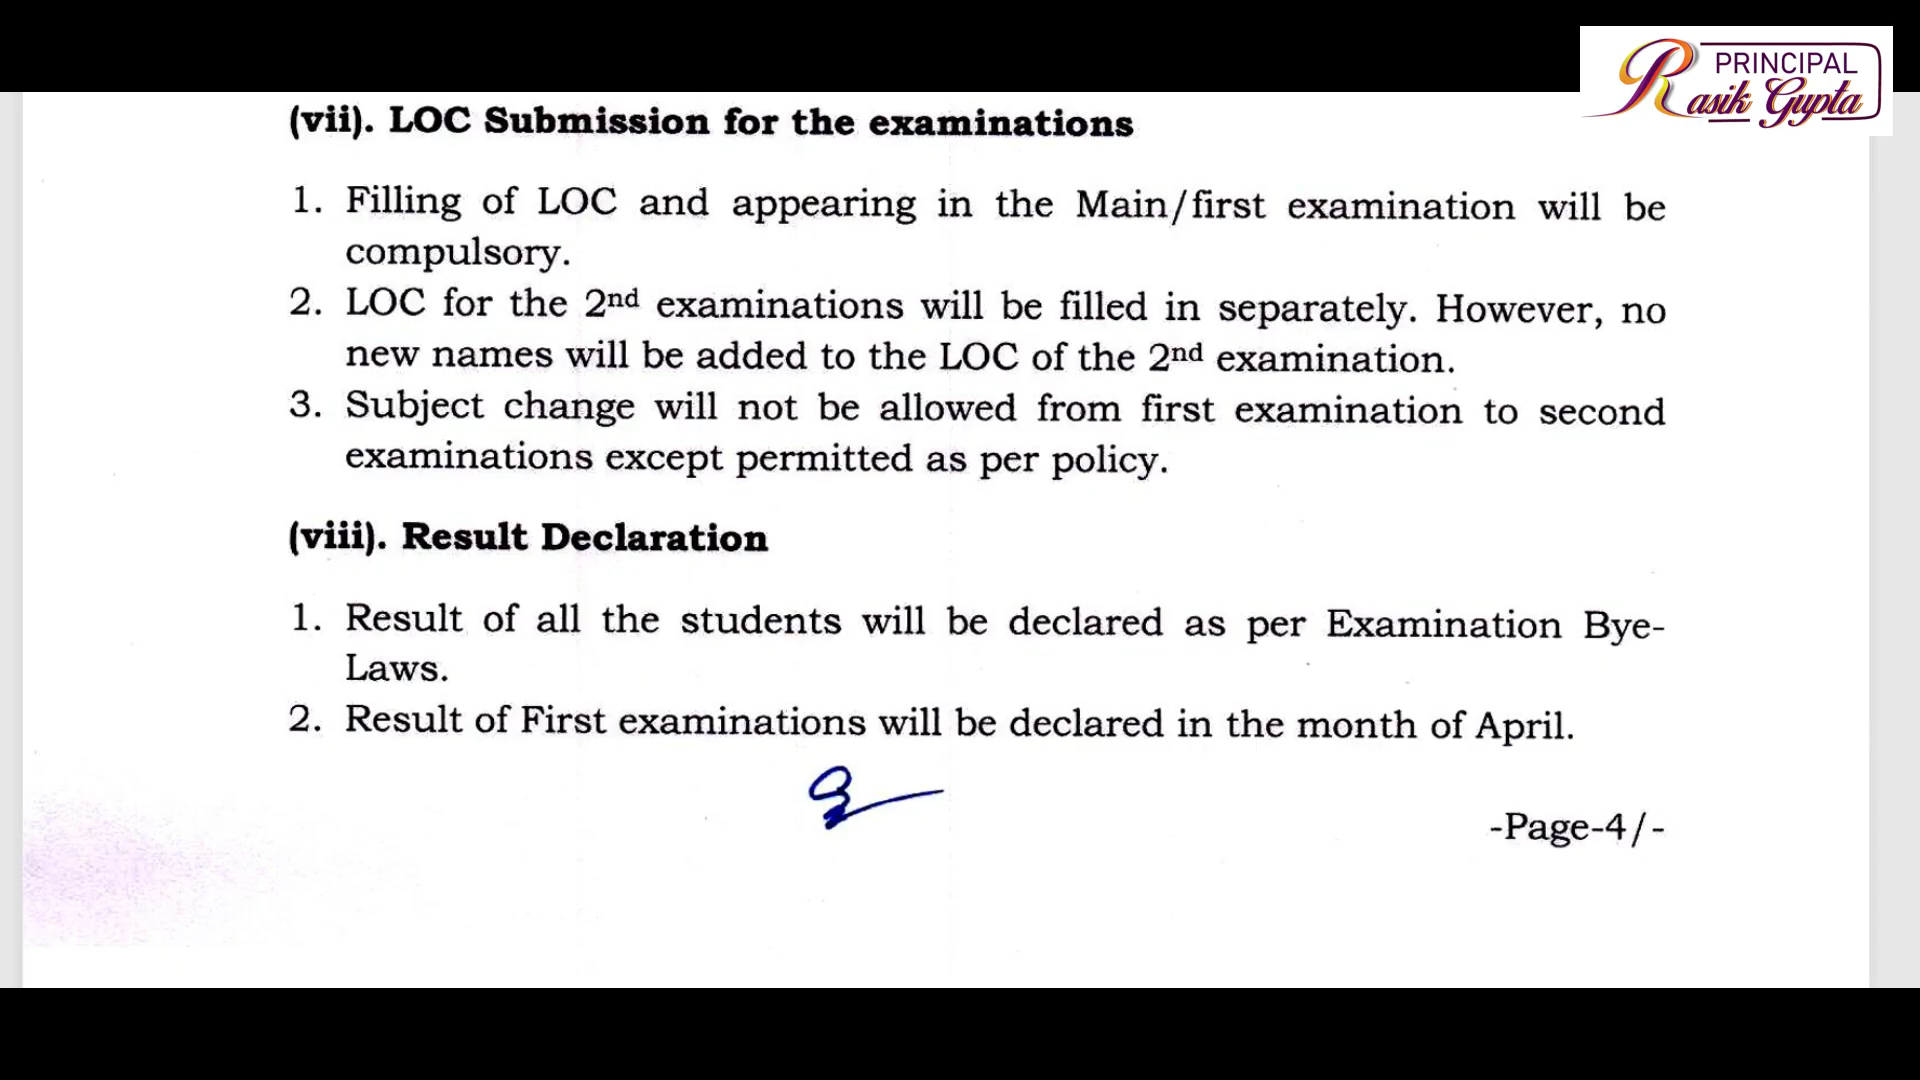 PRINCIPAL
Rasik Gupta
(vii). LOC Submission for the examinations
1. Filling of LOC and appearing in the Main/first examination will be
compulsory.
2. LOC for the 2nd examinations will be filled in separately. However, no
new names will be added to the LOC of the 2nd examination.
3. Subject change will not be allowed from first examination to second
examinations except permitted as per policy.
(viii). Result Declaration
1. Result of all the students will be declared as per Examination Bye-
Laws.
2. Result of First examinations will be declared in the month of April.
-Page-4/-